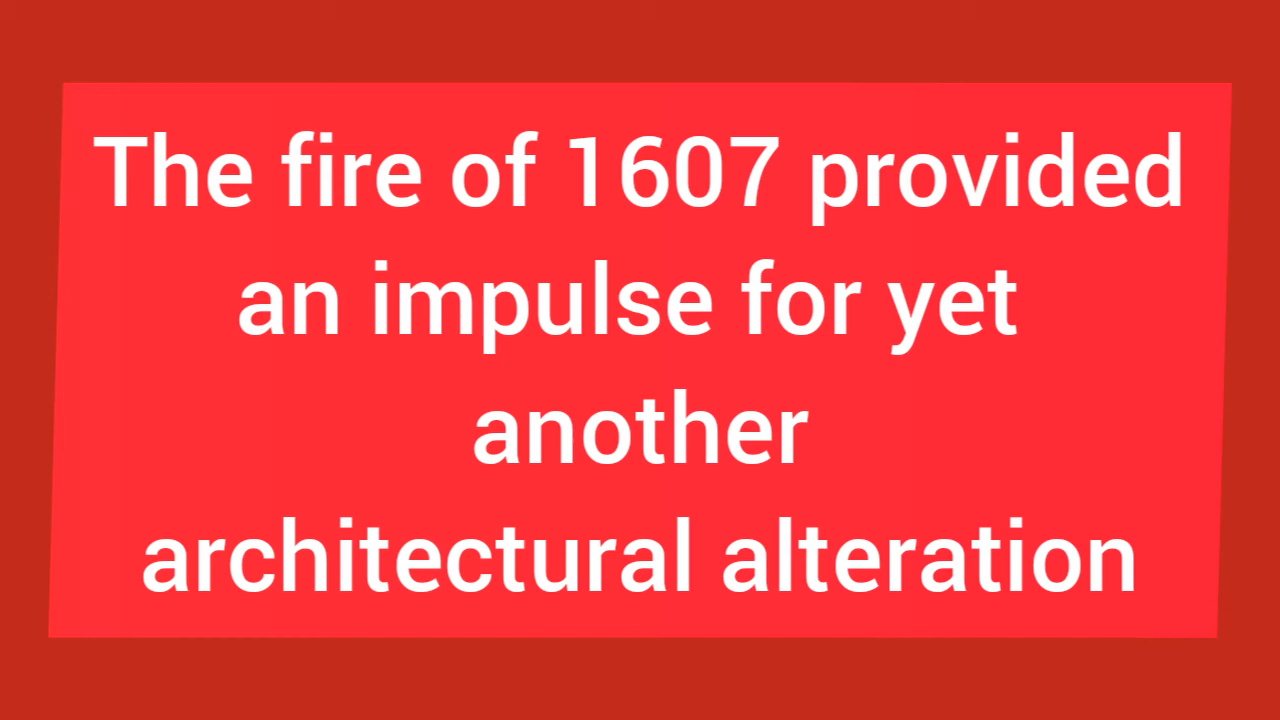 The fire of 1607 provided
an impulse for yet
another
architectural alteration